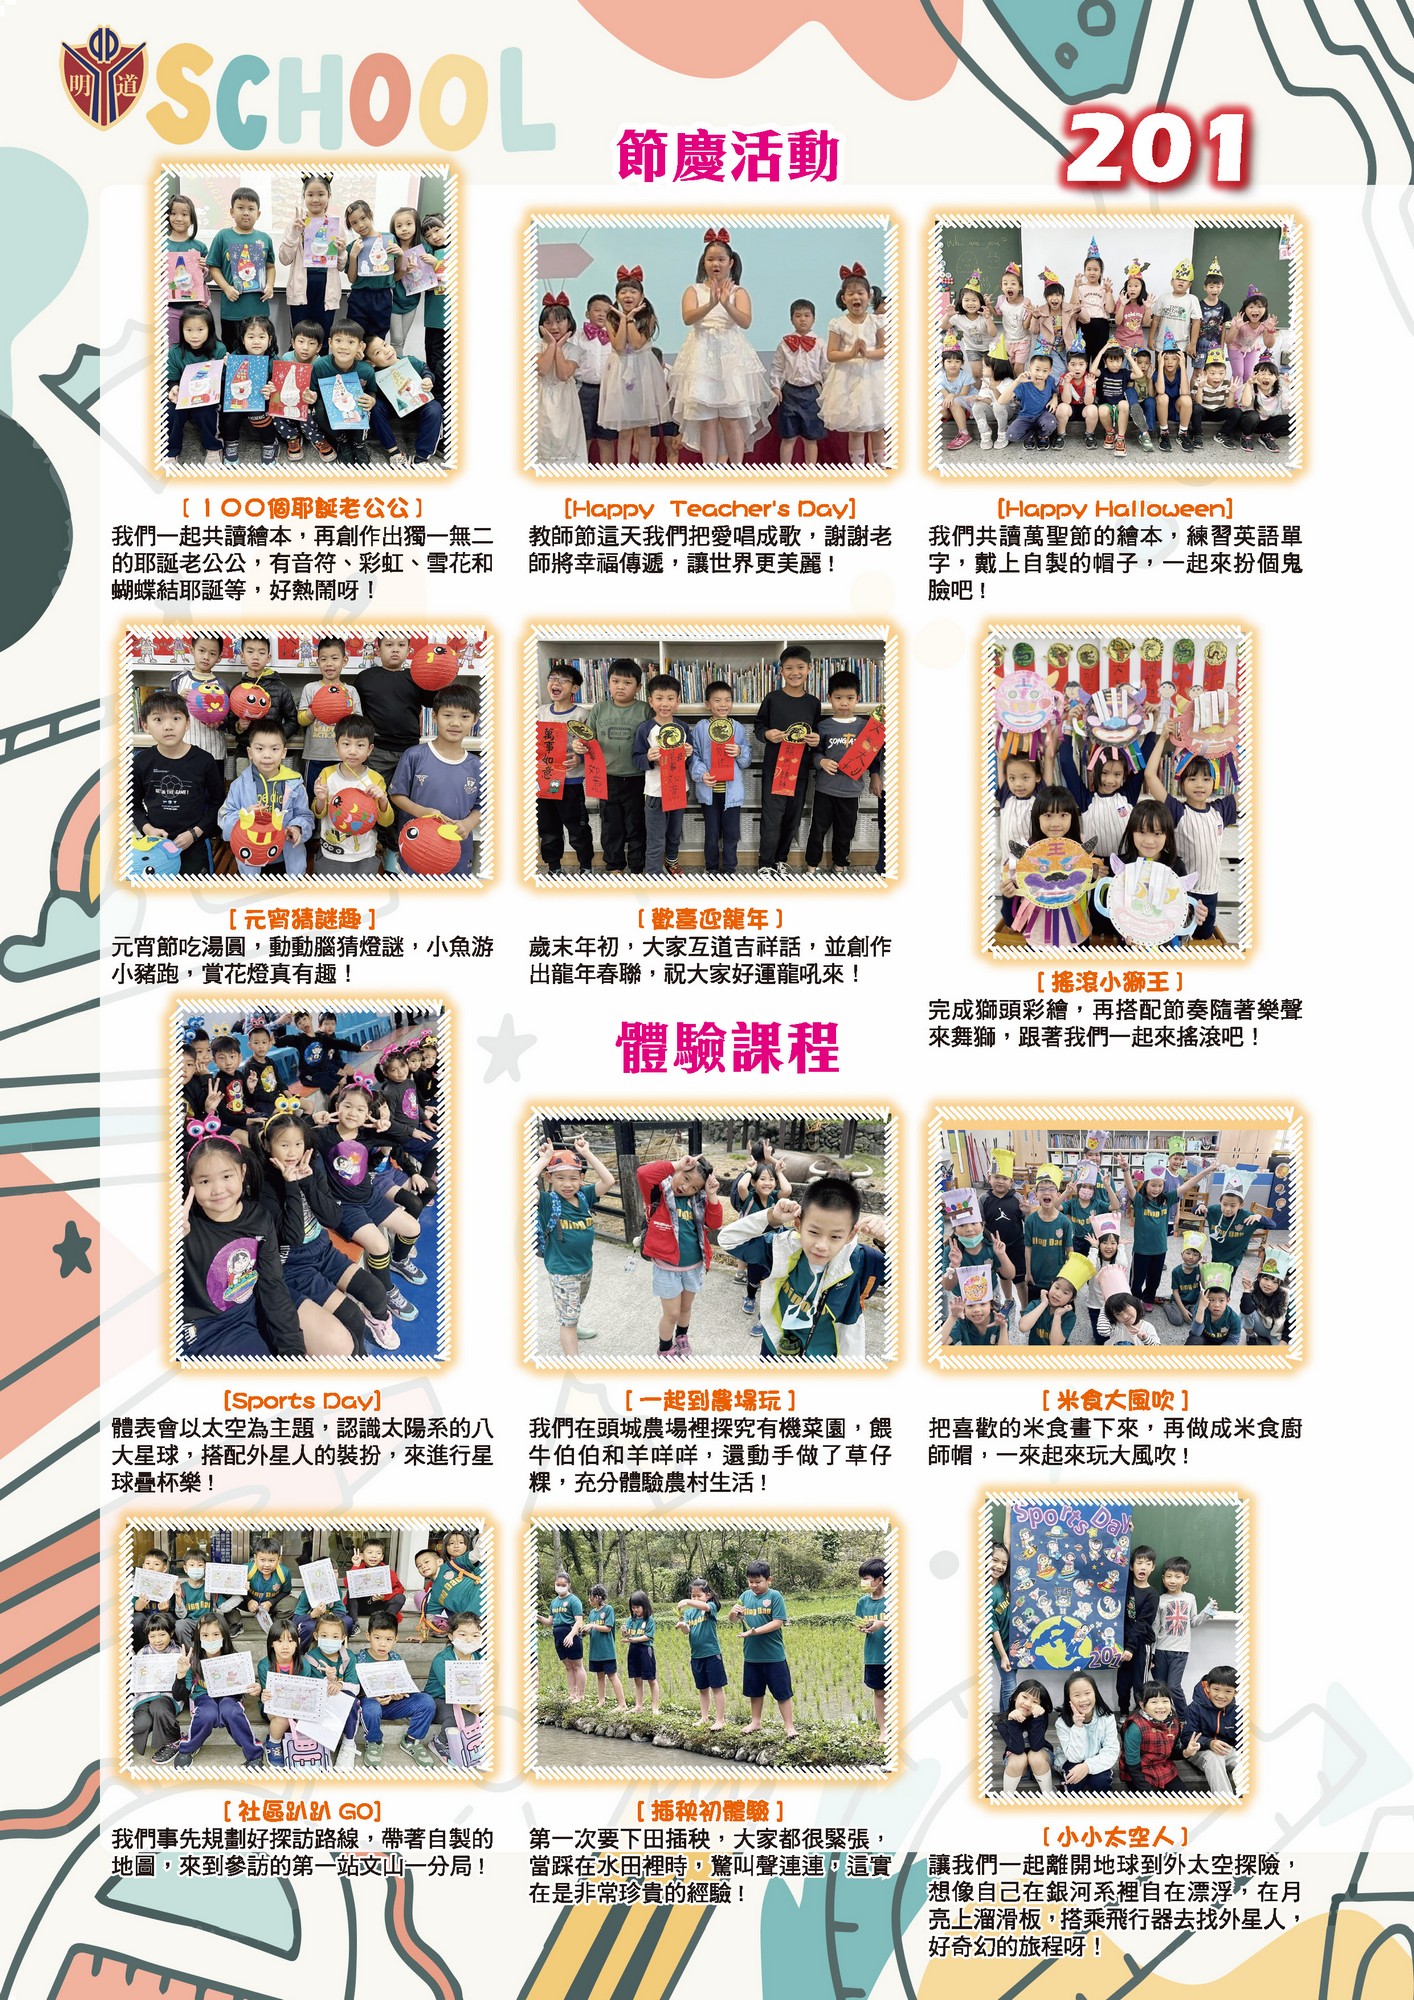 明道
SCHOOL
節慶活動
201
[100個耶誕老公公]
我們一起共讀繪本，再創作出獨一無二
的耶誕老公公，有音符、彩虹、雪花和
蝴蝶結耶誕等，好熱鬧呀！
[Happy Teacher's Day]
教師節這天我們把愛唱成歌，謝謝老
師將幸福傳遞，讓世界更美麗！
[Happy Halloween]
我們共讀萬聖節的繪本，練習英語單
字，戴上自製的帽子，一起來扮個鬼
臉吧！
萬事如意
[元宵猜謎趣]
元宵節吃湯圓，動動腦猜燈謎，小魚游
小豬跑，賞花燈真有趣！
[歡喜迎龍年]
歲末年初，大家互道吉祥話，並創作
出龍年春聯，祝大家好運龍吼來！
[搖滾小獅王]
完成獅頭彩繪，再搭配節奏隨著樂聲
來舞獅，跟著我們一起來搖滾吧！
體驗課程
[Sports Day]
體表會以太空為主題，認識太陽系的八
大星球，搭配外星人的裝扮，來進行星
球疊杯樂！
[一起到農場玩]
我們在頭城農場裡探究有機菜園，餵
牛伯伯和羊咩咩，還動手做了草仔
粿，充分體驗農村生活！
[米食大風吹]
把喜歡的米食畫下來，再做成米食廚
師帽，一來起來玩大風吹！
Sports Day
201
[社區趴趴 GO]
我們事先規劃好探訪路線，帶著自製的
地圖，來到參訪的第一站文山一分局！
[插秧初體驗]
第一次要下田插秧，大家都很緊張，
當踩在水田裡時，驚叫聲連連，這實
在是非常珍貴的經驗！
[小小太空人]
讓我們一起離開地球到外太空探險，
想像自己在銀河系裡自在漂浮，在月
亮上溜滑板，搭乘飛行器去找外星人，
好奇幻的旅程呀！